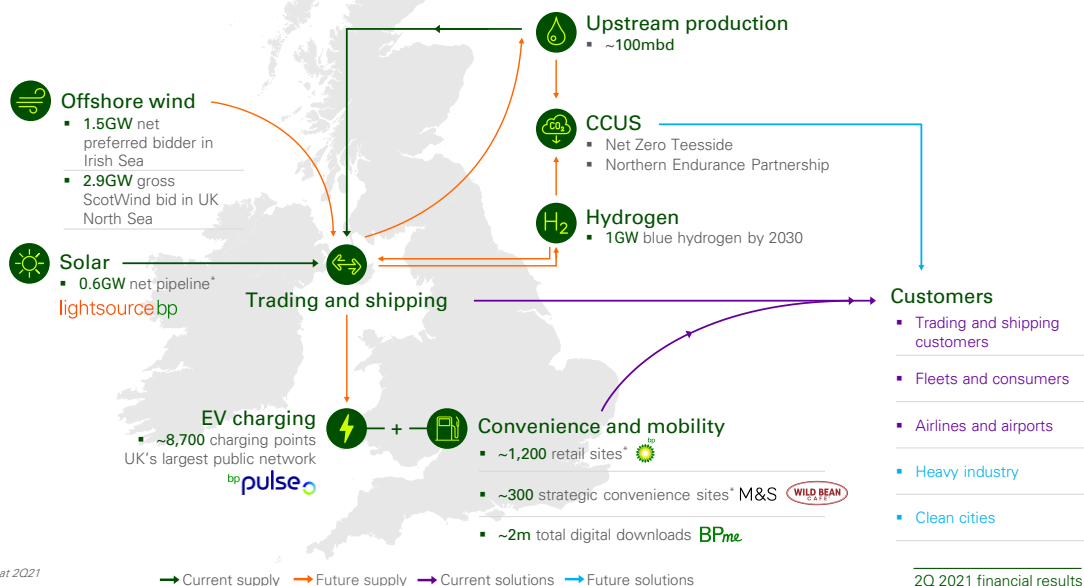 Upstream production
▪ ~100mbd
Offshore wind
▪ 1.5GW net
preferred bidder in
Irish Sea
▪ 2.9GW gross
ScotWind bid in UK
North Sea
CO2
CCUS
▪ Net Zero Teesside
▪ Northern Endurance Partnership
H2
Hydrogen
▪ 1GW blue hydrogen by 2030
Solar
▪ 0.6GW net pipeline*
lightsource bp
Trading and shipping
Customers
▪ Trading and shipping
customers
▪ Fleets and consumers
▪ Airlines and airports
▪ Heavy industry
▪ Clean cities
EV charging
▪ ~8,700 charging points
UK's largest public network
bp pulse
+
Convenience and mobility
▪ ~1,200 retail sites* bp
▪ ~300 strategic convenience sites* M&S WILD BEAN CAFE
▪ ~2m total digital downloads BPme
at 2Q21
Current supply Future supply Current solutions Future solutions
2Q 2021 financial results